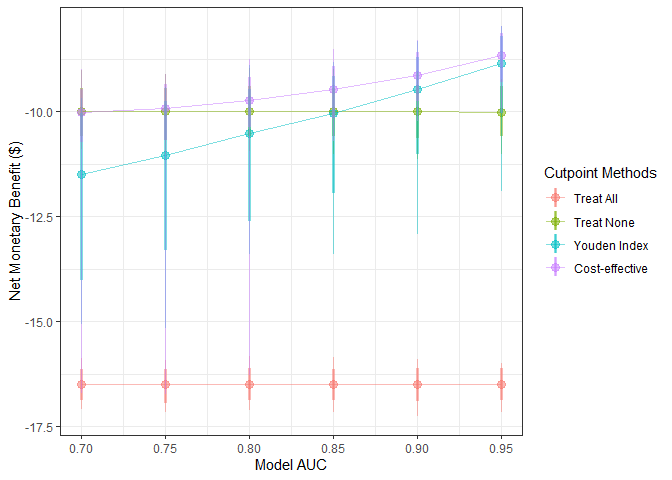 Net Monetary Benefit ($)
-10.0
-12.5
-15.0
-17.5
0.70 0.75 0.80 0.85 0.90 0.95
Model AUC
Cutpoint Methods
Treat All
Treat None
Youden Index
Cost-effective